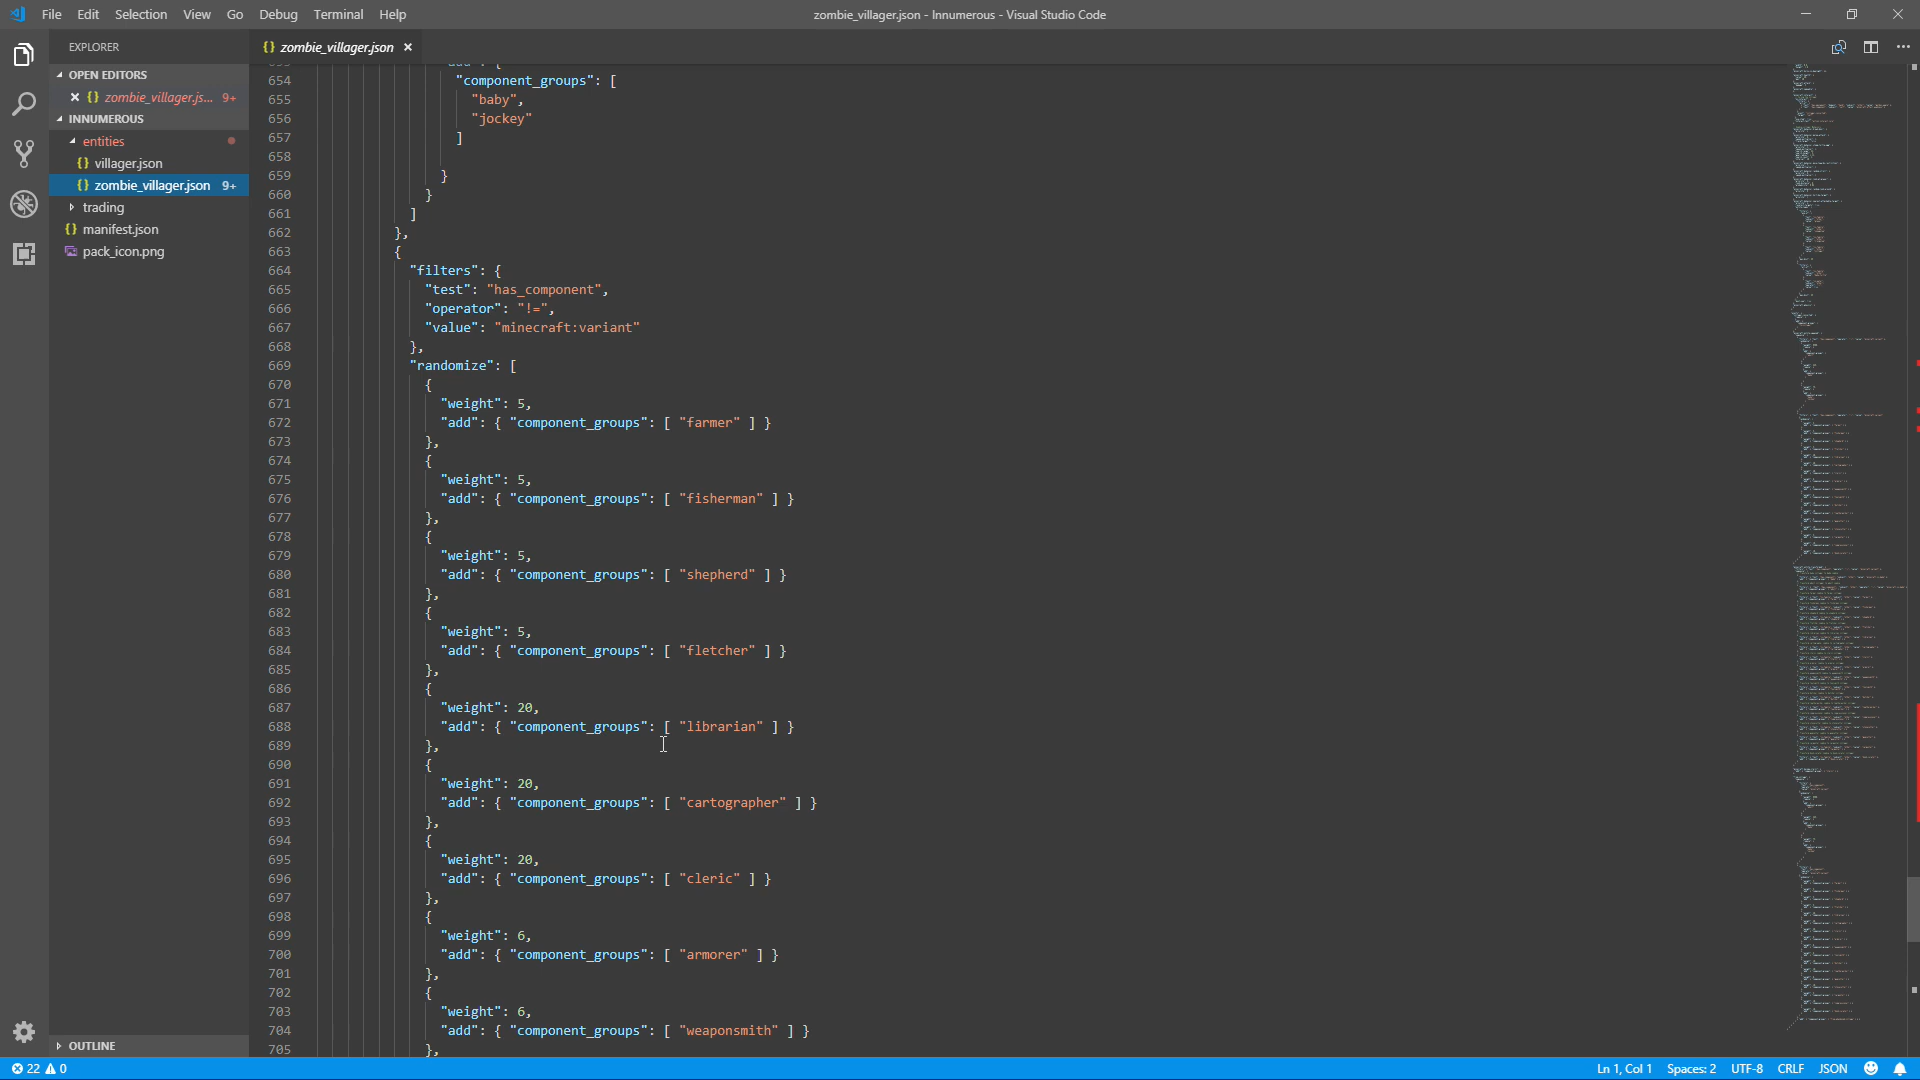 File Edit Selection View Go Debug Terminal Help
zombie_villager.json - Innumerous - Visual Studio Code
EXPLORER
OPEN EDITORS
zombie_villager.js... 9+
INNUMEROUS
entities
villager.json
zombie_villager.json 9+
trading
manifest.json
pack_icon.png
OUTLINE
zombie_villager.json
654 "component_groups": [
655 "baby",
656 "jockey"
657 ]
658
659 }
660 }
661 ]
662 },
663 {
664 "filters": {
665 "test": "has_component",
666 "operator": "!=",
667 "value": "minecraft:variant"
668 },
669 "randomize": [
670 {
671 "weight": 5,
672 "add": { "component_groups": [ "farmer" ] }
673 },
674 {
675 "weight": 5,
676 "add": { "component_groups": [ "fisherman" ] }
677 },
678 {
679 "weight": 5,
680 "add": { "component_groups": [ "shepherd" ] }
681 },
682 {
683 "weight": 5,
684 "add": { "component_groups": [ "fletcher" ] }
685 },
686 {
687 "weight": 20,
688 "add": { "component_groups": [ "librarian" ] }
689 },
690 {
691 "weight": 20,
692 "add": { "component_groups": [ "cartographer" ] }
693 },
694 {
695 "weight": 20,
696 "add": { "component_groups": [ "cleric" ] }
697 },
698 {
699 "weight": 6,
700 "add": { "component_groups": [ "armorer" ] }
701 },
702 {
703 "weight": 6,
704 "add": { "component_groups": [ "weaponsmith" ] }
705 },
22 0
Ln 1, Col 1 Spaces: 2 UTF-8 CRLF JSON